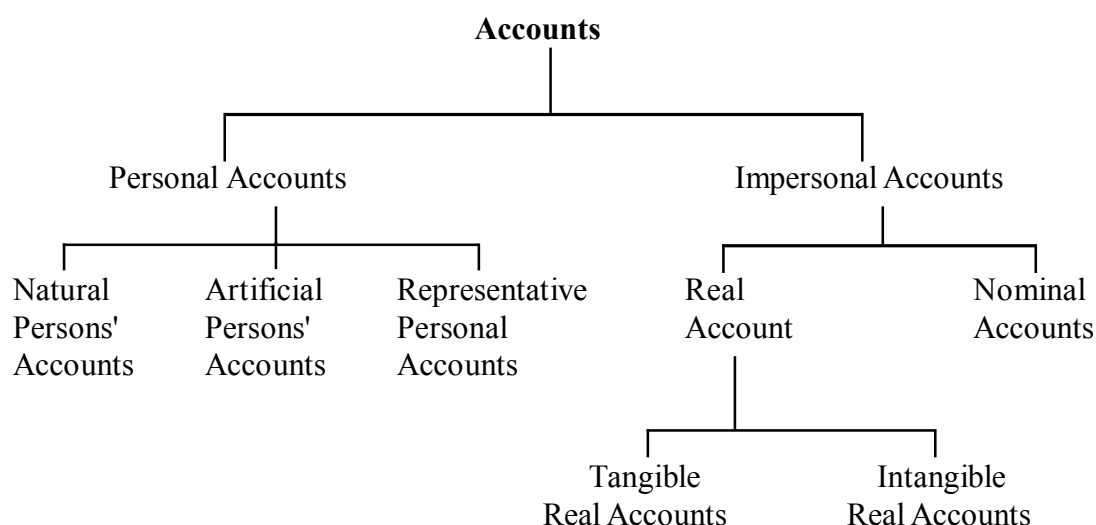 Accounts
Personal Accounts
Impersonal Accounts
Natural
Persons'
Accounts
Artificial
Persons'
Accounts
Representative
Personal
Accounts
Real
Account
Nominal
Accounts
Tangible
Real Accounts
Intangible
Real Accounts